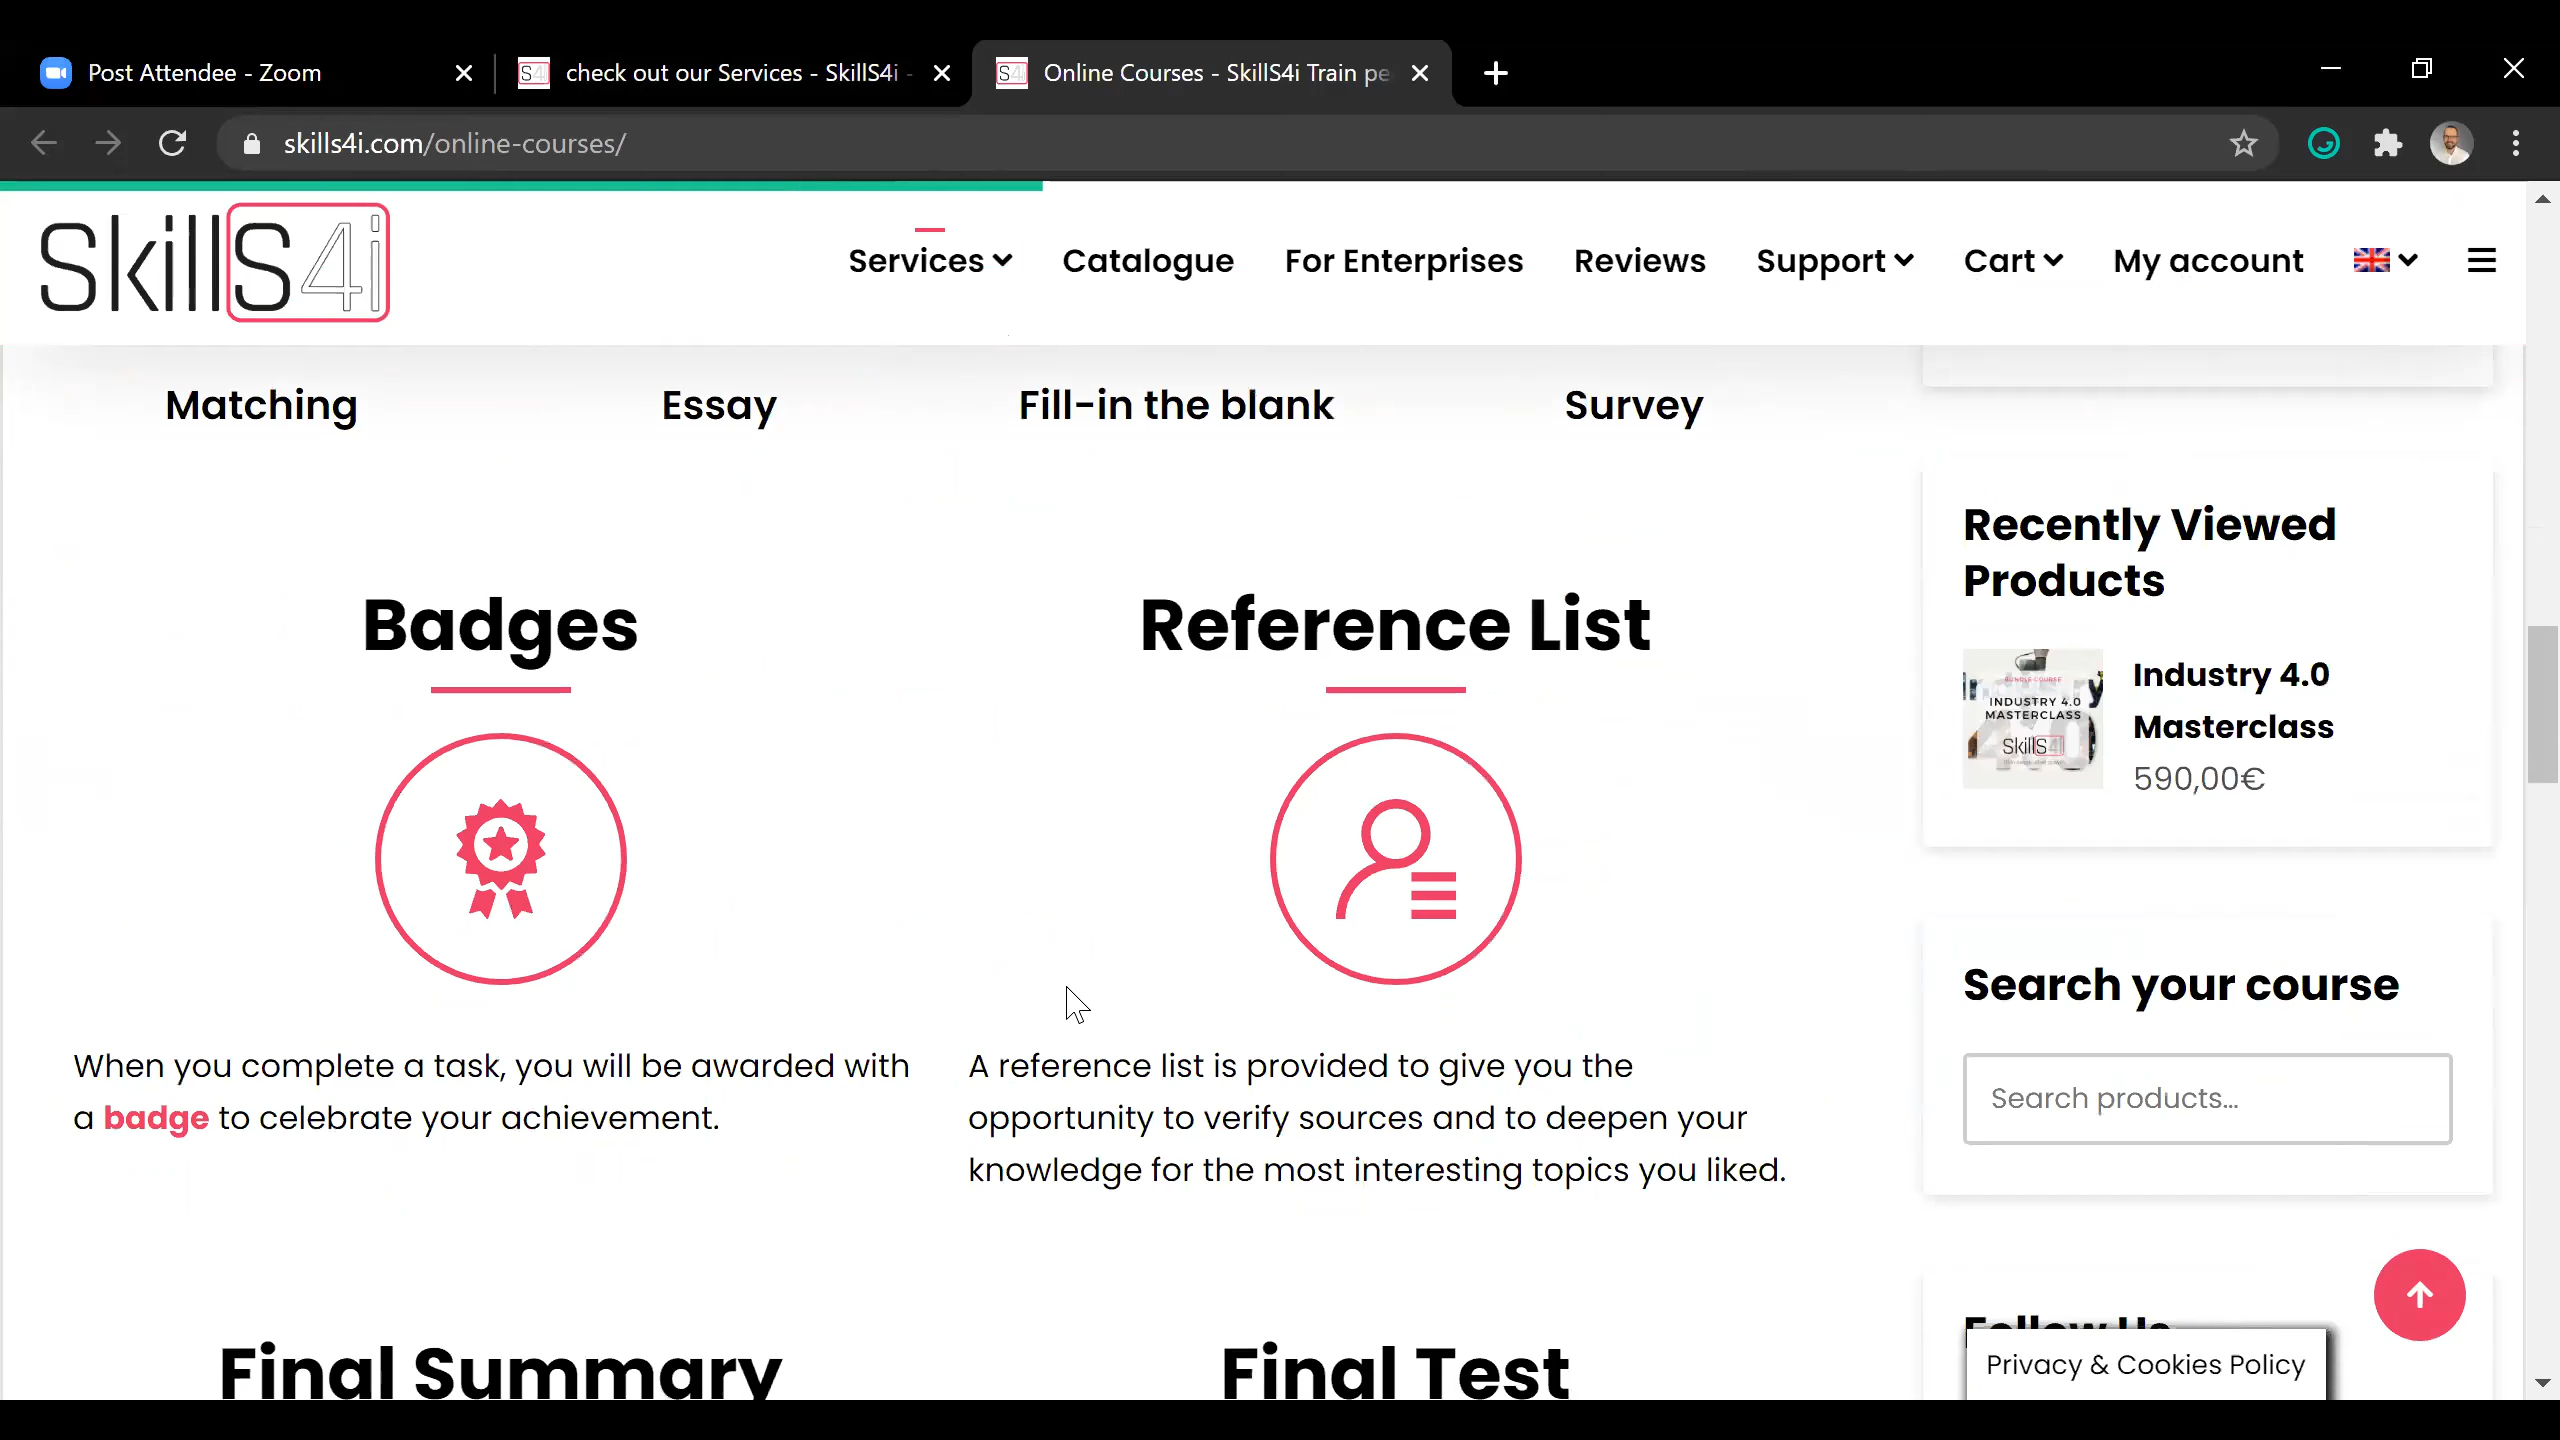 Post Attendee - Zoom
check out our Services - SkillS4i -
Online Courses - SkillS4i Train pe
skills4i.com/online-courses/
SkillS4i
Services
Catalogue
For Enterprises
Reviews
Support
Cart
My account
Matching
Essay
Fill-in the blank
Survey
Badges
When you complete a task, you will be awarded with
a badge to celebrate your achievement.
Reference List
A reference list is provided to give you the
opportunity to verify sources and to deepen your
knowledge for the most interesting topics you liked.
Final Summary
Final Test
Recently Viewed
Products
BUNDLE COURSE
INDUSTRY 4.0
MASTERCLASS
SkillS4i
Industry 4.0
Masterclass
590,00€
Search your course
Search products...
Follow Us
Privacy & Cookies Policy